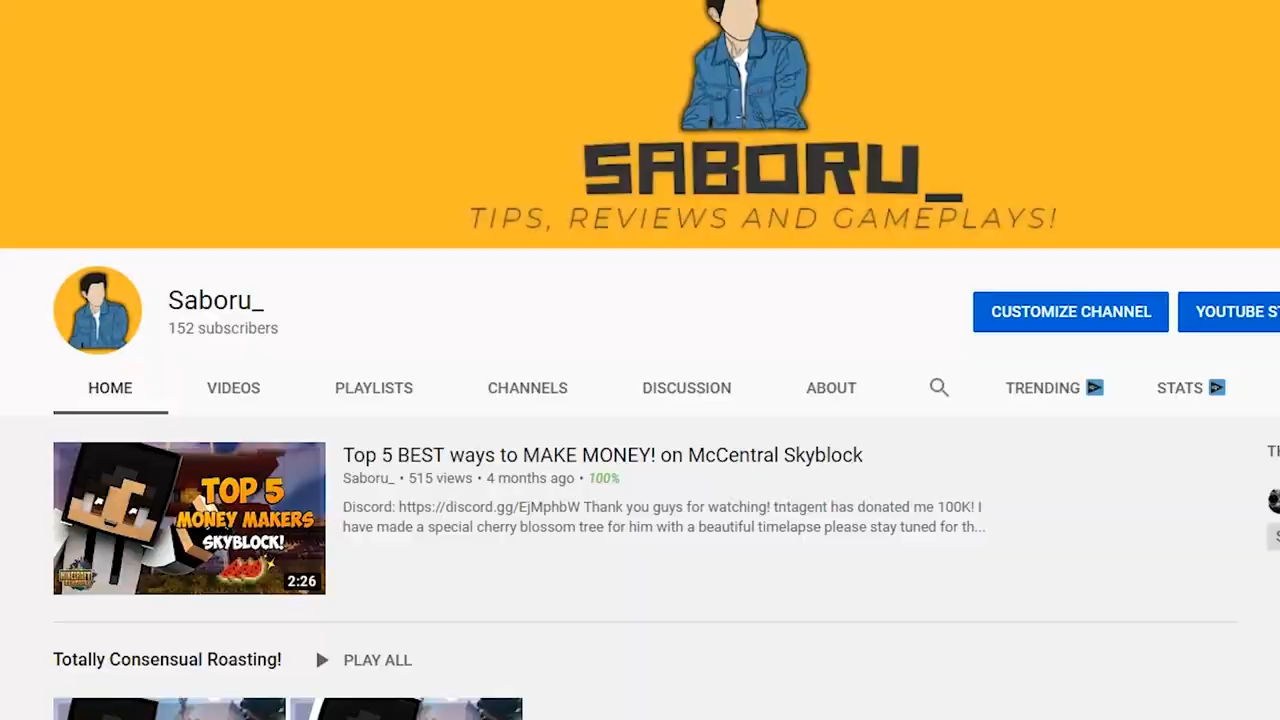 SABORU_
TIPS, REVIEWS AND GAMEPLAYS!
Saboru_
152 subscribers
CUSTOMIZE CHANNEL
YOUTUBE
HOME
VIDEOS
PLAYLISTS
CHANNELS
DISCUSSION
ABOUT
TRENDING
STATS
TOP 5
MONEY MAKERS
SKYBLOCK!
2:26
Top 5 BEST ways to MAKE MONEY! on McCentral Skyblock
Saboru_ • 515 views • 4 months ago • 100%
Discord: https://discord.gg/EjMphbW Thank you guys for watching! tntagent has donated me 100K! I
have made a special cherry blossom tree for him with a beautiful timelapse please stay tuned for th...
Totally Consensual Roasting!
PLAY ALL